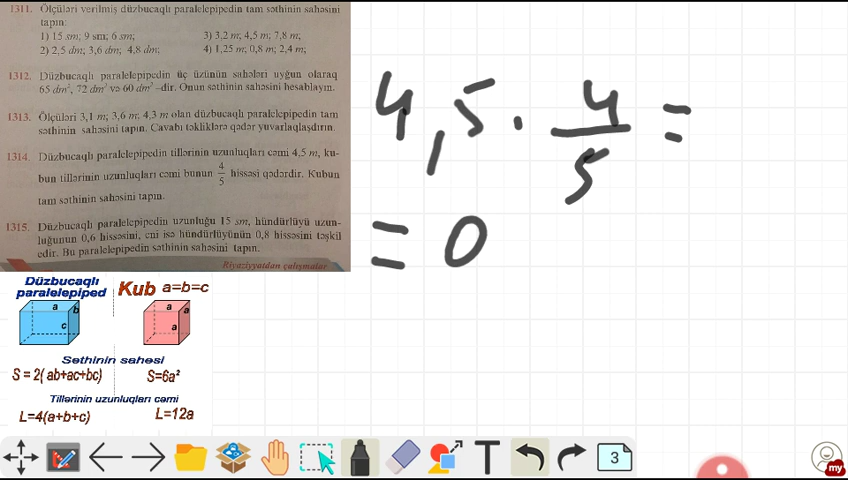 1311. Ölçüləri verilmiş düzbucaqlı paralelepipedin tam səthinin sahəsini
tapın:
1) 15 sm; 9 sm; 6 sm; 3) 3,2 m; 4,5 m; 7,8 m;
2) 2,5 dm; 3,6 dm; 4,8 dm; 4) 1,25 m; 0,8 m; 2,4 m;
1312. Düzbucaqlı paralelepipedin üç üzünün sahələri uyğun olaraq
65 dm², 72 dm² və 60 dm² –dir. Onun səthinin sahəsini hesablayın.
1313. Ölçüləri 3,1 m; 3,6 m; 4,3 m olan düzbucaqlı paralelepipedin tam
səthinin sahəsini tapın. Cavabı təkliklərə qədər yuvarlaqlaşdırın.
1314. Düzbucaqlı paralelepipedin tillərinin uzunluqları cəmi 4,5 m, ku-
bun tillərinin uzunluqları cəmi bunun 4/5 hissəsi qədərdir. Kubun
tam səthinin sahəsini tapın.
1315. Düzbucaqlı paralelepipedin uzunluğu 15 sm, hündürlüyü uzun-
luğunun 0,6 hissəsini, eni isə hündürlüyünün 0,8 hissəsini təşkil
edir. Bu paralelepipedin səthinin sahəsini tapın.
Riyaziyyatdan çalışmalar
4,5 · 4/5 =
= 0
Düzbucaqlı
paralelepiped
Kub a=b=c
a b c
a a a
Səthinin sahəsi
S = 2( ab+ac+bc) S=6a²
Tillərinin uzunluqları cəmi
L=4(a+b+c) L=12a
T
3
my